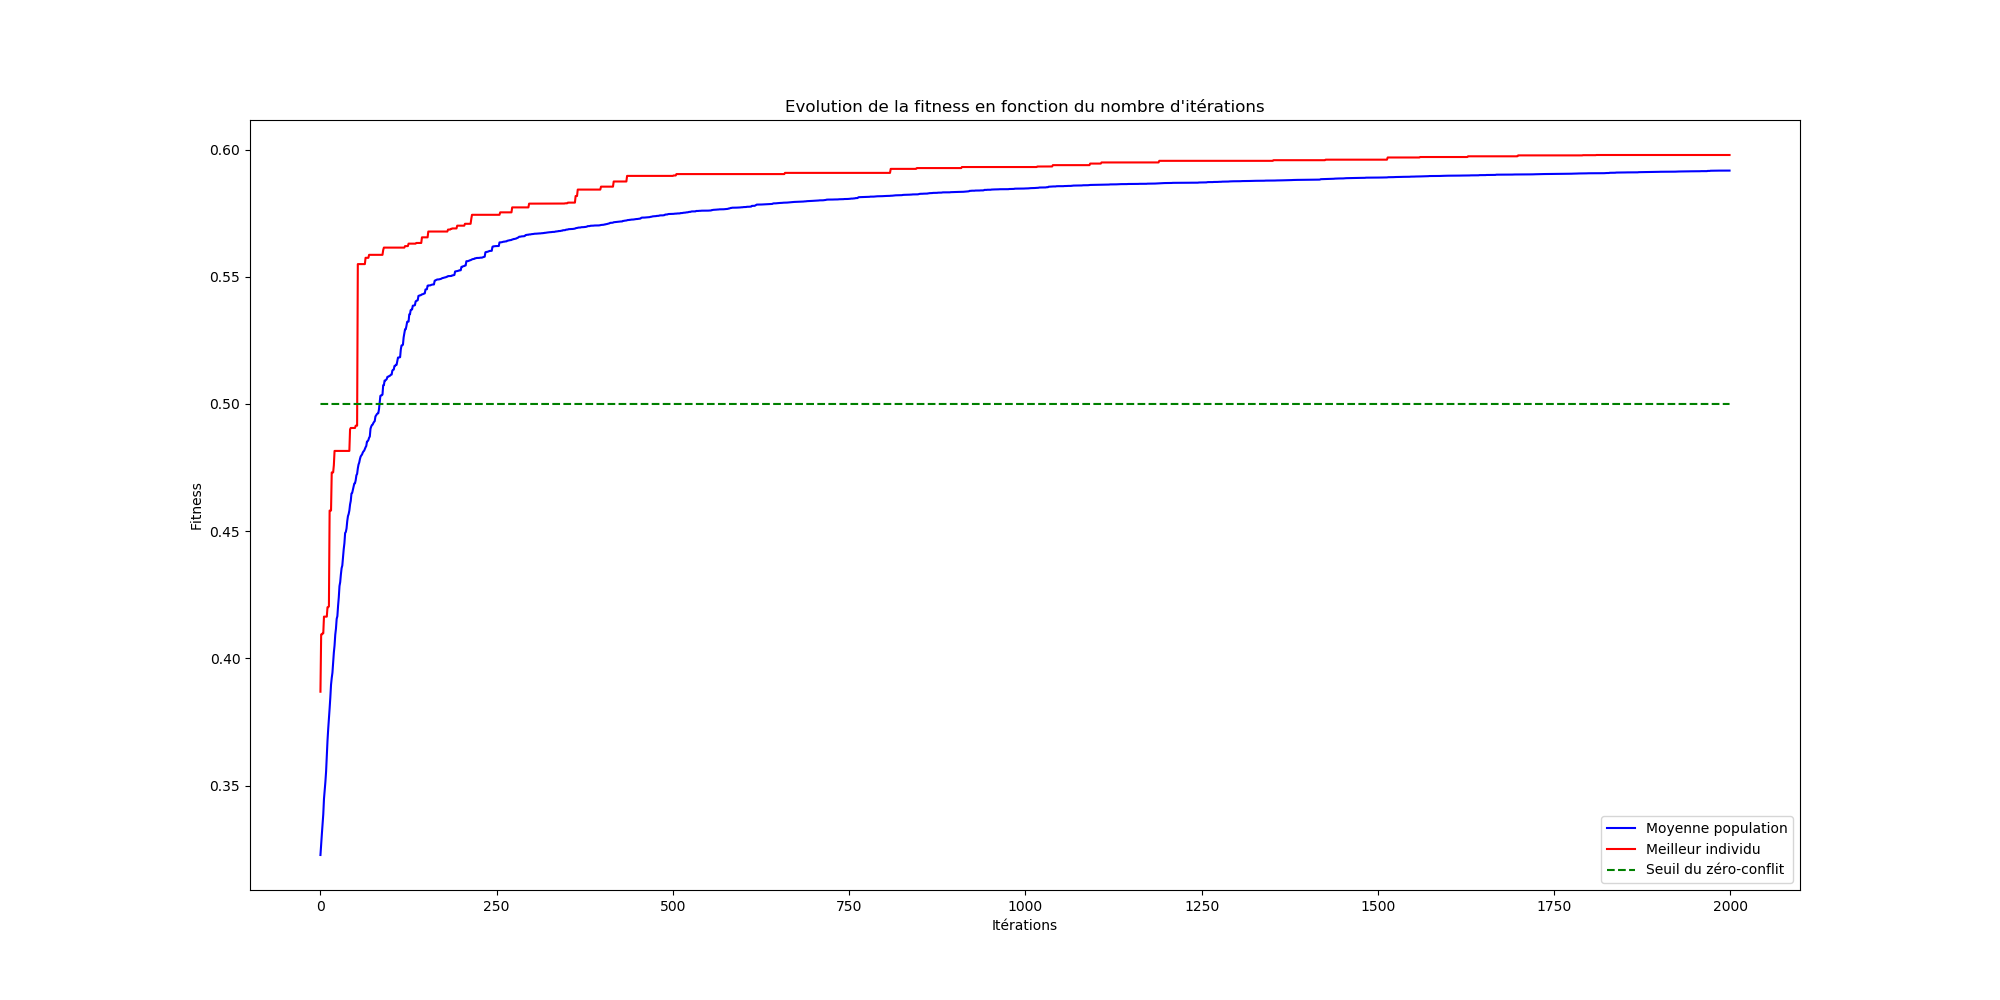 Evolution de la fitness en fonction du nombre d'itérations
0.60
0.55
0.50
0.45
0.40
0.35
Fitness
0 250 500 750 1000 1250 1500 1750 2000
Itérations
Moyenne population
Meilleur individu
Seuil du zéro-conflit